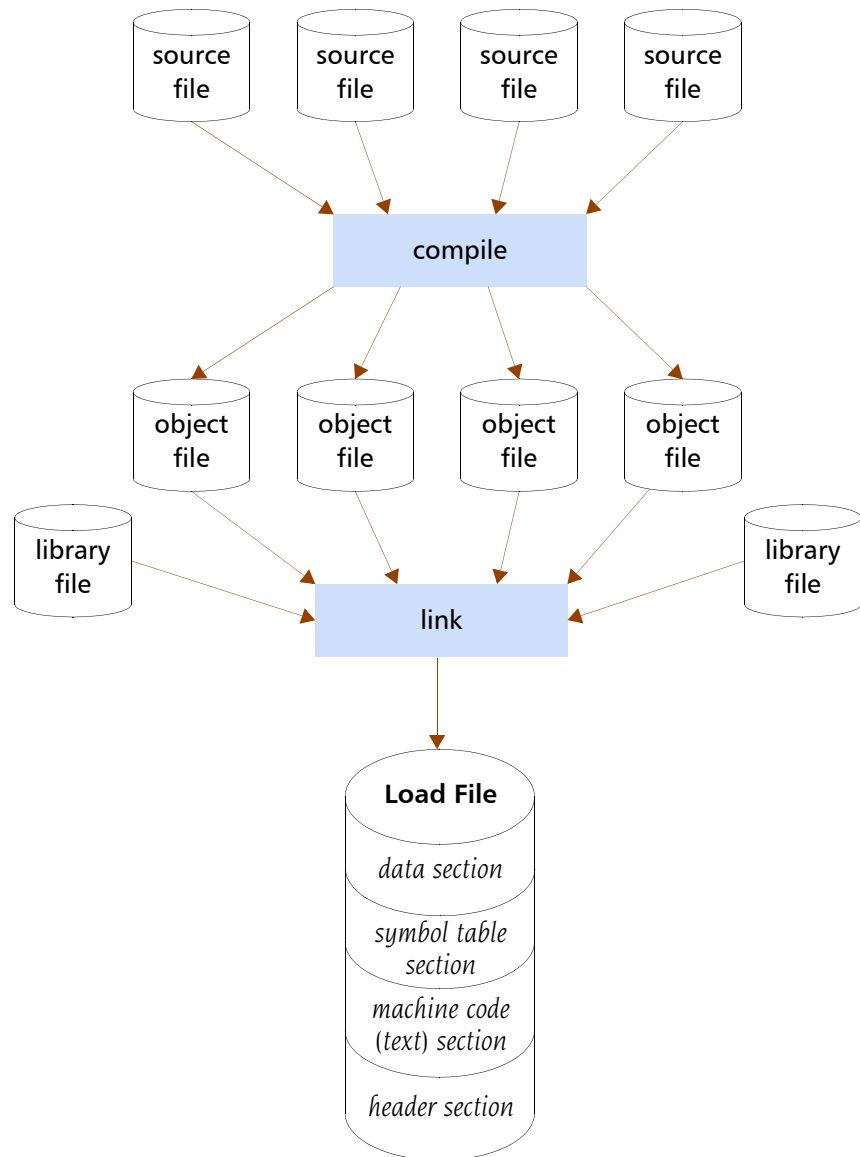 source
file
source
file
source
file
source
file
compile
object
file
object
file
object
file
object
file
library
file
library
file
link
Load File
data section
symbol table
section
machine code
(text) section
header section